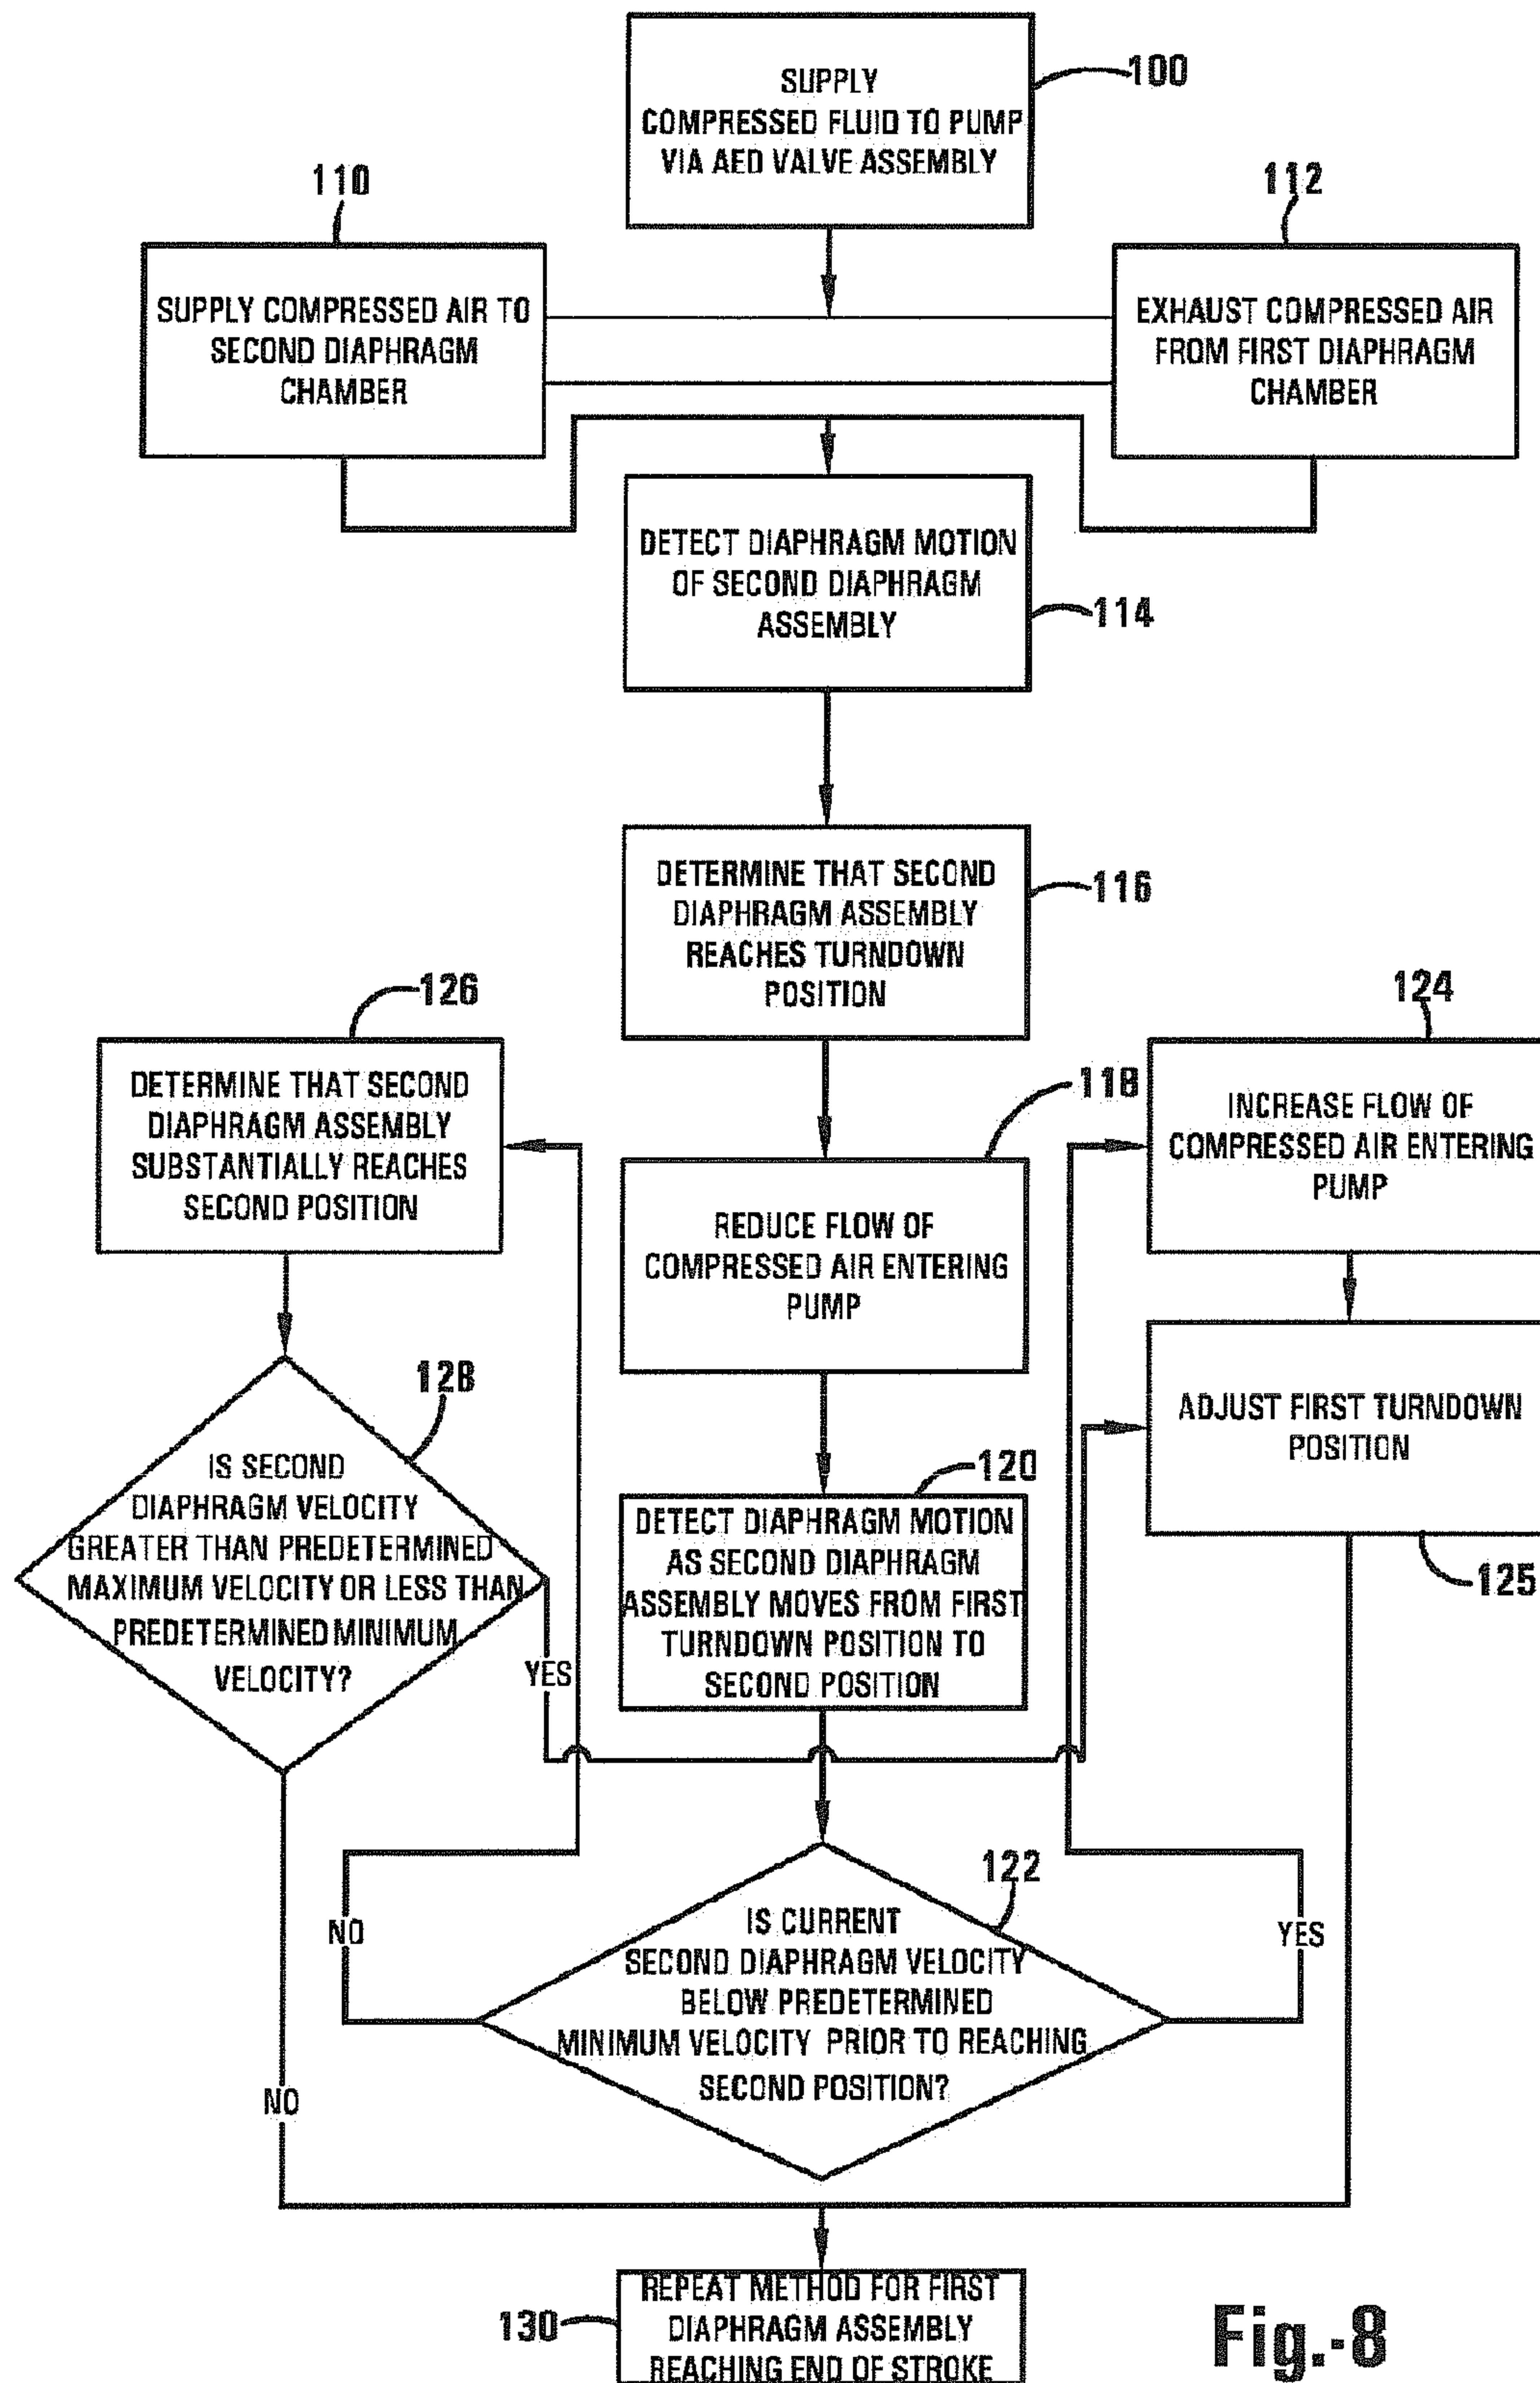 SUPPLY
COMPRESSED FLUID TO PUMP
VIA AED VALVE ASSEMBLY
100
110
SUPPLY COMPRESSED AIR TO
SECOND DIAPHRAGM
CHAMBER
112
EXHAUST COMPRESSED AIR
FROM FIRST DIAPHRAGM
CHAMBER
DETECT DIAPHRAGM MOTION
OF SECOND DIAPHRAGM
ASSEMBLY
114
DETERMINE THAT SECOND
DIAPHRAGM ASSEMBLY
REACHES TURNDOWN
POSITION
116
126
DETERMINE THAT SECOND
DIAPHRAGM ASSEMBLY
SUBSTANTIALLY REACHES
SECOND POSITION
118
REDUCE FLOW OF
COMPRESSED AIR ENTERING
PUMP
124
INCREASE FLOW OF
COMPRESSED AIR ENTERING
PUMP
ADJUST FIRST TURNDOWN
POSITION
125
128
IS SECOND
DIAPHRAGM VELOCITY
GREATER THAN PREDETERMINED
MAXIMUM VELOCITY OR LESS THAN
PREDETERMINED MINIMUM
VELOCITY?
YES
NO
120
DETECT DIAPHRAGM MOTION
AS SECOND DIAPHRAGM
ASSEMBLY MOVES FROM FIRST
TURNDOWN POSITION TO
SECOND POSITION
122
IS CURRENT
SECOND DIAPHRAGM VELOCITY
BELOW PREDETERMINED
MINIMUM VELOCITY PRIOR TO REACHING
SECOND POSITION?
NO
YES
130
REPEAT METHOD FOR FIRST
DIAPHRAGM ASSEMBLY
REACHING END OF STROKE
Fig.-8